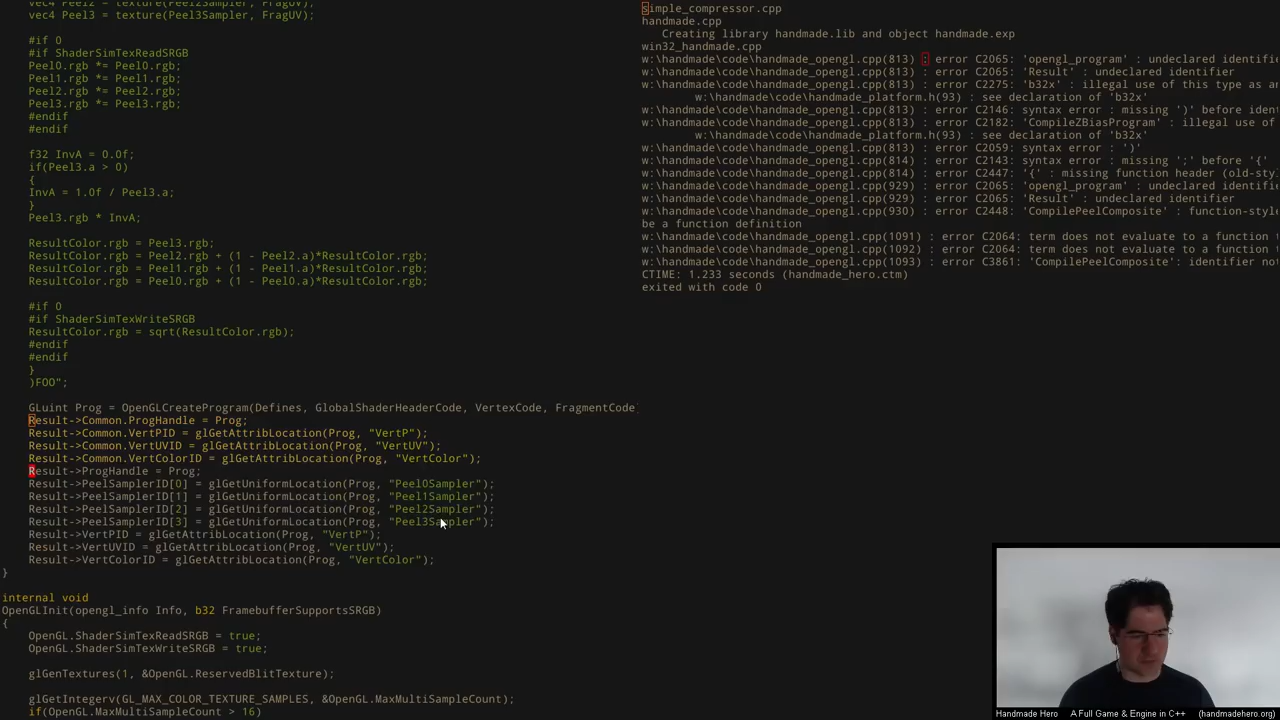 vec4 Peel2 = texture(Peel2Sampler, FragUV);
vec4 Peel3 = texture(Peel3Sampler, FragUV);
#if 0
#if ShaderSimTexReadSRGB
Peel0.rgb *= Peel0.rgb;
Peel1.rgb *= Peel1.rgb;
Peel2.rgb *= Peel2.rgb;
Peel3.rgb *= Peel3.rgb;
#endif
#endif
f32 InvA = 0.0f;
if(Peel3.a > 0)
{
InvA = 1.0f / Peel3.a;
}
Peel3.rgb * InvA;
ResultColor.rgb = Peel3.rgb;
ResultColor.rgb = Peel2.rgb + (1 - Peel2.a)*ResultColor.rgb;
ResultColor.rgb = Peel1.rgb + (1 - Peel1.a)*ResultColor.rgb;
ResultColor.rgb = Peel0.rgb + (1 - Peel0.a)*ResultColor.rgb;
#if 0
#if ShaderSimTexWriteSRGB
ResultColor.rgb = sqrt(ResultColor.rgb);
#endif
#endif
}
)FOO";
GLuint Prog = OpenGLCreateProgram(Defines, GlobalShaderHeaderCode, VertexCode, FragmentCode
Result->Common.ProgHandle = Prog;
Result->Common.VertPID = glGetAttribLocation(Prog, "VertP");
Result->Common.VertUVID = glGetAttribLocation(Prog, "VertUV");
Result->Common.VertColorID = glGetAttribLocation(Prog, "VertColor");
Result->ProgHandle = Prog;
Result->PeelSamplerID[0] = glGetUniformLocation(Prog, "Peel0Sampler");
Result->PeelSamplerID[1] = glGetUniformLocation(Prog, "Peel1Sampler");
Result->PeelSamplerID[2] = glGetUniformLocation(Prog, "Peel2Sampler");
Result->PeelSamplerID[3] = glGetUniformLocation(Prog, "Peel3Sampler");
Result->VertPID = glGetAttribLocation(Prog, "VertP");
Result->VertUVID = glGetAttribLocation(Prog, "VertUV");
Result->VertColorID = glGetAttribLocation(Prog, "VertColor");
}
internal void
OpenGLInit(opengl_info Info, b32 FramebufferSupportsSRGB)
{
OpenGL.ShaderSimTexReadSRGB = true;
OpenGL.ShaderSimTexWriteSRGB = true;
glGenTextures(1, &OpenGL.ReservedBlitTexture);
glGetIntegerv(GL_MAX_COLOR_TEXTURE_SAMPLES, &OpenGL.MaxMultiSampleCount);
if(OpenGL.MaxMultiSampleCount > 16)
simple_compressor.cpp
handmade.cpp
Creating library handmade.lib and object handmade.exp
win32_handmade.cpp
w:\handmade\code\handmade_opengl.cpp(813) : error C2065: 'opengl_program' : undeclared identifi
w:\handmade\code\handmade_opengl.cpp(813) : error C2065: 'Result' : undeclared identifier
w:\handmade\code\handmade_opengl.cpp(813) : error C2275: 'b32x' : illegal use of this type as a
w:\handmade\code\handmade_platform.h(93) : see declaration of 'b32x'
w:\handmade\code\handmade_opengl.cpp(813) : error C2146: syntax error : missing ')' before ident
w:\handmade\code\handmade_opengl.cpp(813) : error C2182: 'CompileZBiasProgram' : illegal use of
w:\handmade\code\handmade_platform.h(93) : see declaration of 'b32x'
w:\handmade\code\handmade_opengl.cpp(813) : error C2059: syntax error : ')'
w:\handmade\code\handmade_opengl.cpp(814) : error C2143: syntax error : missing ';' before '{'
w:\handmade\code\handmade_opengl.cpp(814) : error C2447: '{' : missing function header (old-sty
w:\handmade\code\handmade_opengl.cpp(929) : error C2065: 'opengl_program' : undeclared identifi
w:\handmade\code\handmade_opengl.cpp(929) : error C2065: 'Result' : undeclared identifier
w:\handmade\code\handmade_opengl.cpp(930) : error C2448: 'CompilePeelComposite' : function-style
be a function definition
w:\handmade\code\handmade_opengl.cpp(1091) : error C2064: term does not evaluate to a function
w:\handmade\code\handmade_opengl.cpp(1092) : error C2064: term does not evaluate to a function
w:\handmade\code\handmade_opengl.cpp(1093) : error C3861: 'CompilePeelComposite': identifier no
CTIME: 1.233 seconds (handmade_hero.ctm)
exited with code 0
Handmade Hero A Full Game & Engine in C++ (handmadehero.org)